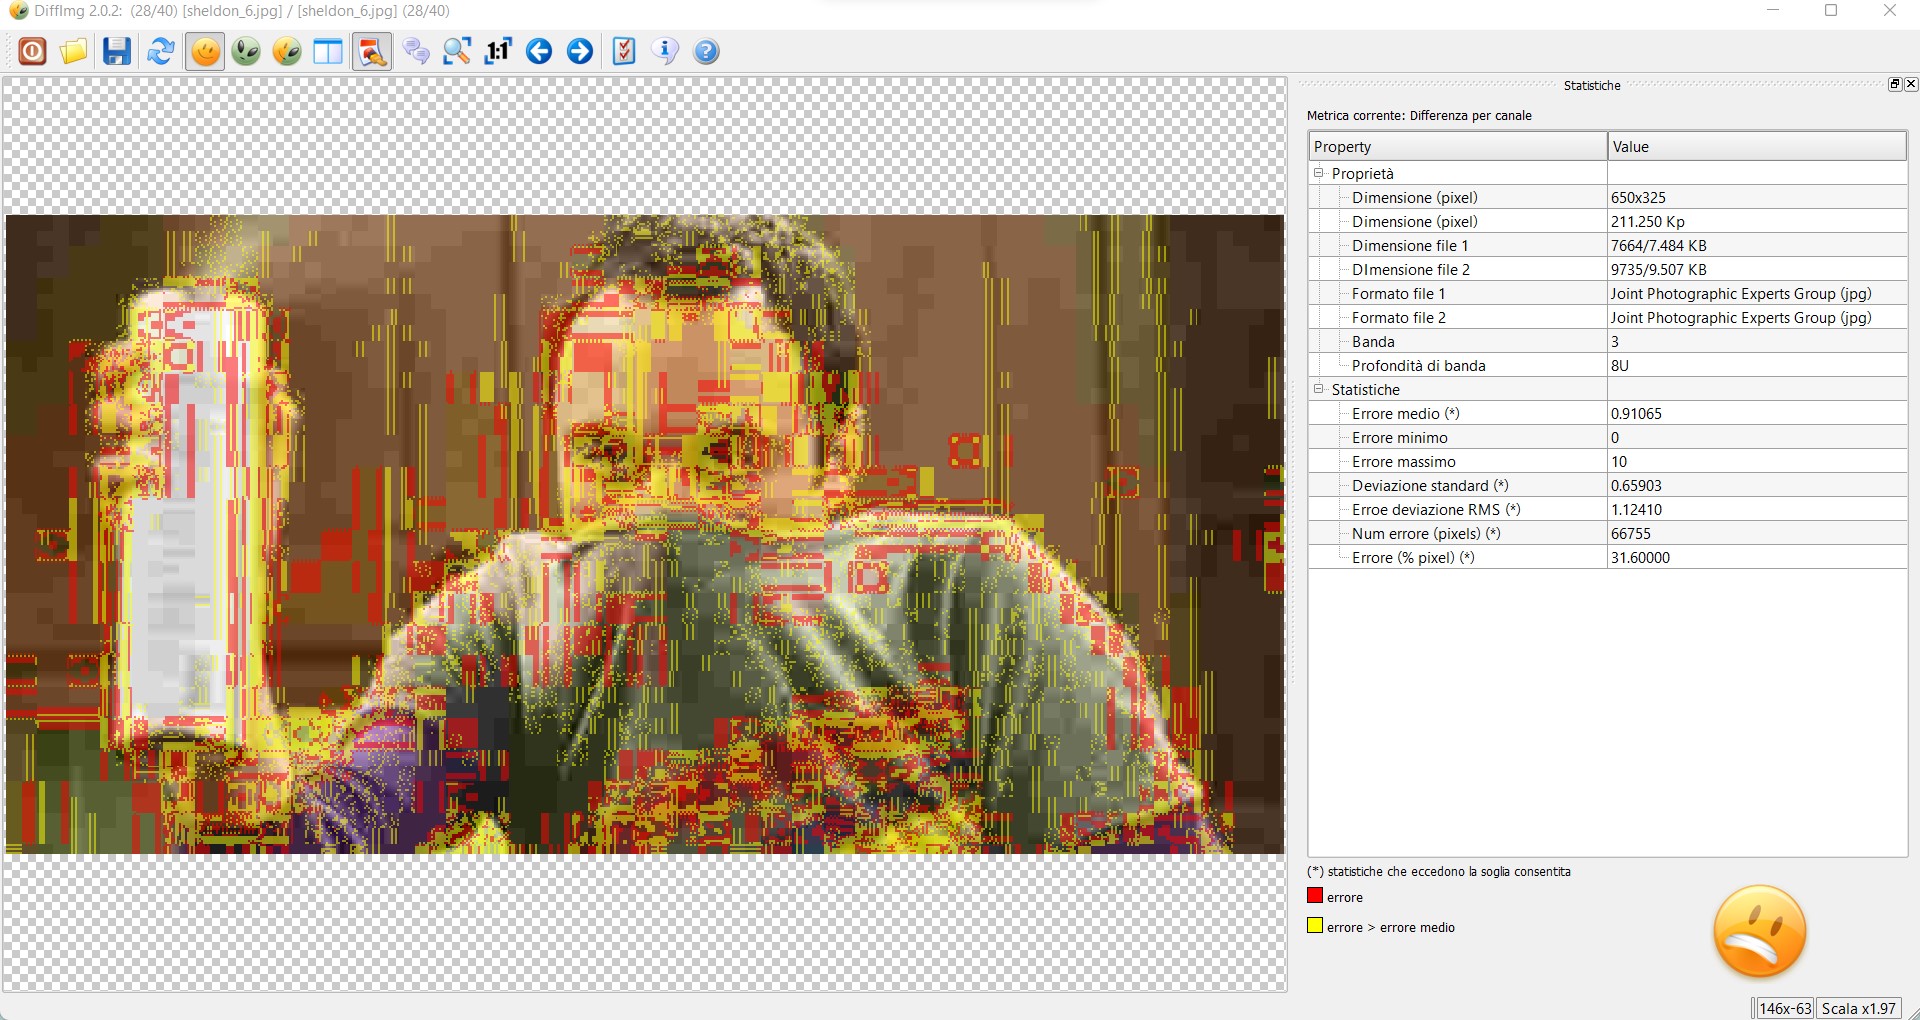 DiffImg 2.0.2:  (28/40) [sheldon_6.jpg] / [sheldon_6.jpg] (28/40)
1:1
Statistiche
Metrica corrente: Differenza per canale
Property Value
Proprietà
Dimensione (pixel) 650x325
Dimensione (pixel) 211.250 Kp
Dimensione file 1 7664/7.484 KB
DImensione file 2 9735/9.507 KB
Formato file 1 Joint Photographic Experts Group (jpg)
Formato file 2 Joint Photographic Experts Group (jpg)
Banda 3
Profondità di banda 8U
Statistiche
Errore medio (*) 0.91065
Errore minimo 0
Errore massimo 10
Deviazione standard (*) 0.65903
Erroe deviazione RMS (*) 1.12410
Num errore (pixels) (*) 66755
Errore (% pixel) (*) 31.60000
(*) statistiche che eccedono la soglia consentita
errore
errore > errore medio
146x-63 Scala x1.97